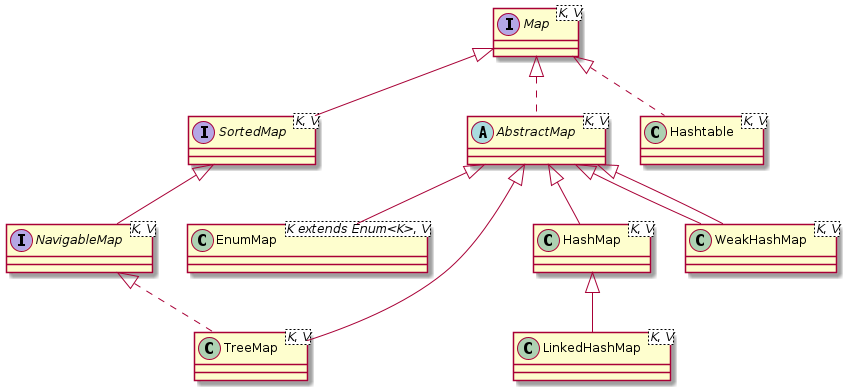 I Map K, V
I SortedMap K, V
A AbstractMap K, V
C Hashtable K, V
I NavigableMap K, V
C EnumMap K extends Enum<K>, V
C HashMap K, V
C WeakHashMap K, V
C TreeMap K, V
C LinkedHashMap K, V